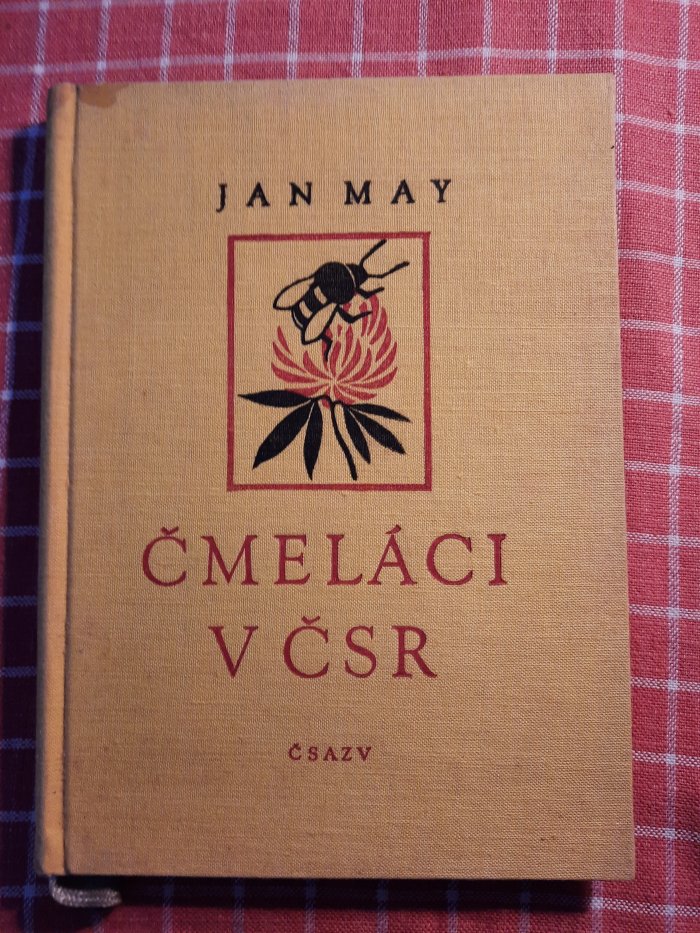 JAN MAY
ČMELÁCI
V ČSR
ČSAZV